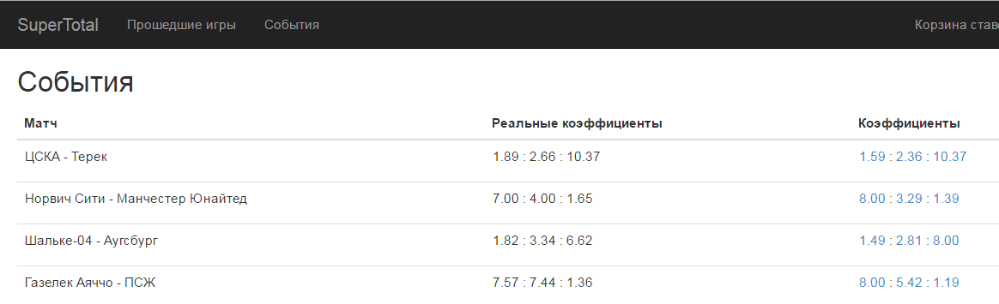 SuperTotal Прошедшие игры События Корзина став
События
Матч Реальные коэффициенты Коэффициенты
ЦСКА - Терек 1.89 : 2.66 : 10.37 1.59 : 2.36 : 10.37
Норвич Сити - Манчестер Юнайтед 7.00 : 4.00 : 1.65 8.00 : 3.29 : 1.39
Шальке-04 - Аугсбург 1.82 : 3.34 : 6.62 1.49 : 2.81 : 8.00
Газелек Аяччо - ПСЖ 7.57 : 7.44 : 1.36 8.00 : 5.42 : 1.19